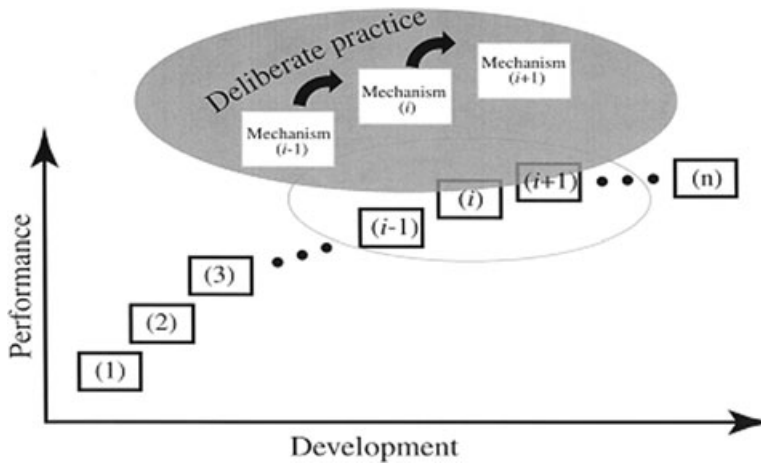 Deliberate practice
Mechanism
(i-1)
Mechanism
(i)
Mechanism
(i+1)
Performance
(1)
(2)
(3)
(i-1)
(i)
(i+1)
(n)
Development